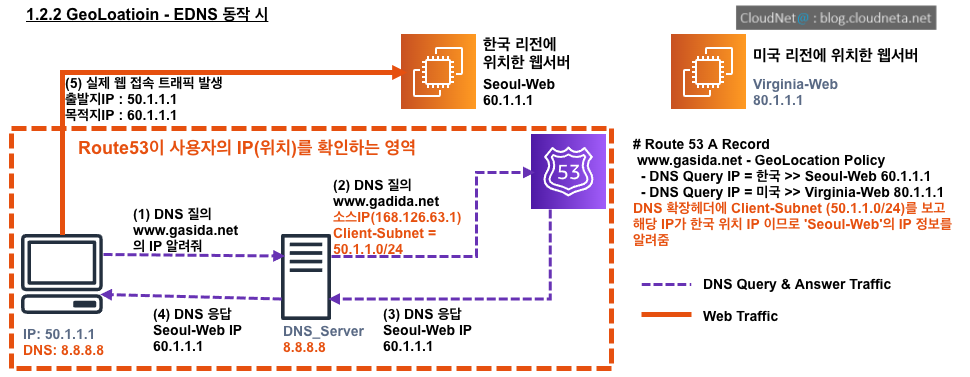 1.2.2 GeoLoatioin - EDNS 동작 시
CloudNet@ : blog.cloudneta.net
한국 리전에
위치한 웹서버
Seoul-Web
60.1.1.1
미국 리전에 위치한 웹서버
Virginia-Web
80.1.1.1
(5) 실제 웹 접속 트래픽 발생
출발지IP : 50.1.1.1
목적지IP : 60.1.1.1
Route53이 사용자의 IP(위치)를 확인하는 영역
53
# Route 53 A Record
www.gasida.net - GeoLocation Policy
- DNS Query IP = 한국 >> Seoul-Web 60.1.1.1
- DNS Query IP = 미국 >> Virginia-Web 80.1.1.1
DNS 확장헤더에 Client-Subnet (50.1.1.0/24)를 보고
해당 IP가 한국 위치 IP 이므로 'Seoul-Web'의 IP 정보를
알려줌
(1) DNS 질의
www.gasida.net
의 IP 알려줘
(2) DNS 질의
www.gadida.net
소스IP(168.126.63.1)
Client-Subnet =
50.1.1.0/24
(4) DNS 응답
Seoul-Web IP
60.1.1.1
(3) DNS 응답
Seoul-Web IP
60.1.1.1
IP: 50.1.1.1
DNS: 8.8.8.8
DNS_Server
8.8.8.8
DNS Query & Answer Traffic
Web Traffic